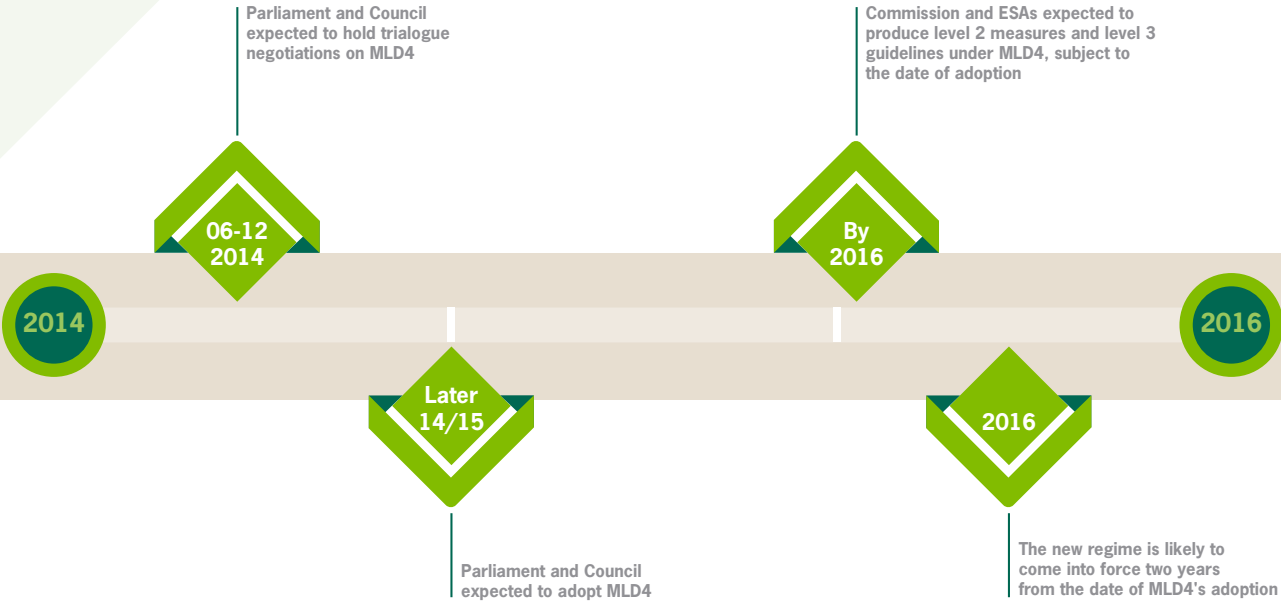 Parliament and Council
expected to hold trialogue
negotiations on MLD4
Commission and ESAs expected to
produce level 2 measures and level 3
guidelines under MLD4, subject to
the date of adoption
06-12
2014
By
2016
2014
2016
Later
14/15
2016
Parliament and Council
expected to adopt MLD4
The new regime is likely to
come into force two years
from the date of MLD4's adoption